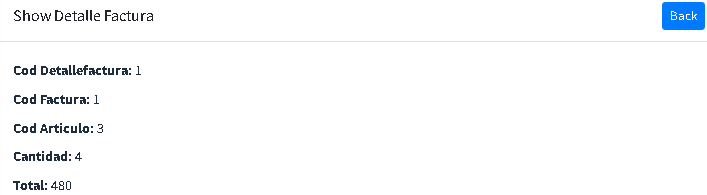 Show Detalle Factura
Back
Cod Detallefactura: 1
Cod Factura: 1
Cod Articulo: 3
Cantidad: 4
Total: 480